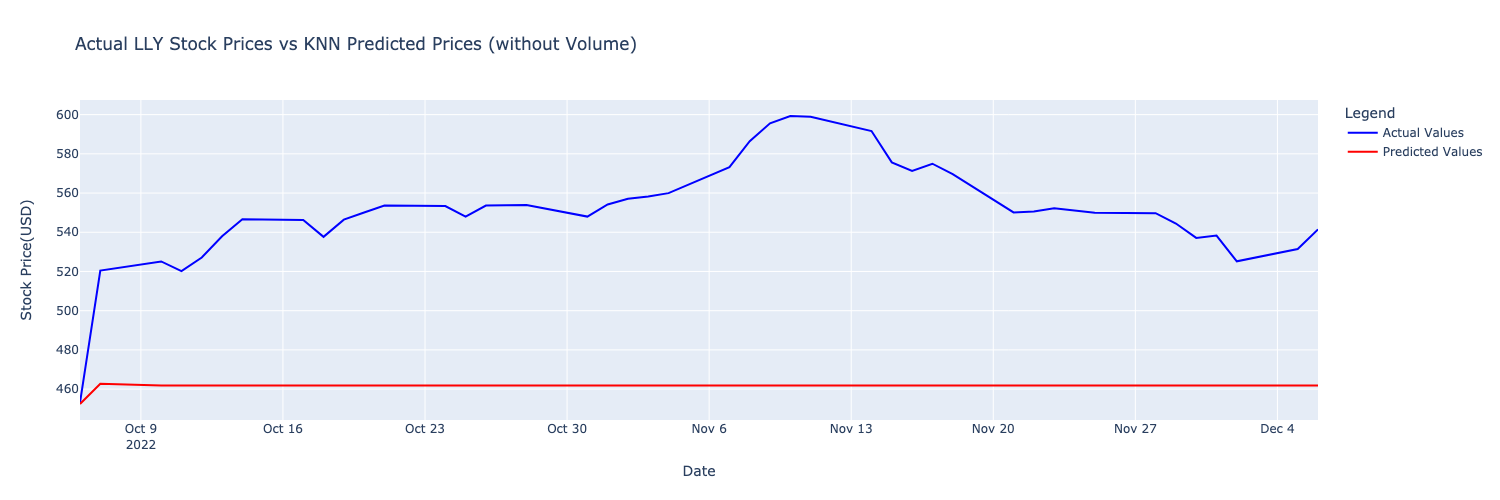 Actual LLY Stock Prices vs KNN Predicted Prices (without Volume)
Legend
Actual Values
Predicted Values
Stock Price(USD)
600
580
560
540
520
500
480
460
Oct 9
2022
Oct 16
Oct 23
Oct 30
Nov 6
Nov 13
Nov 20
Nov 27
Dec 4
Date